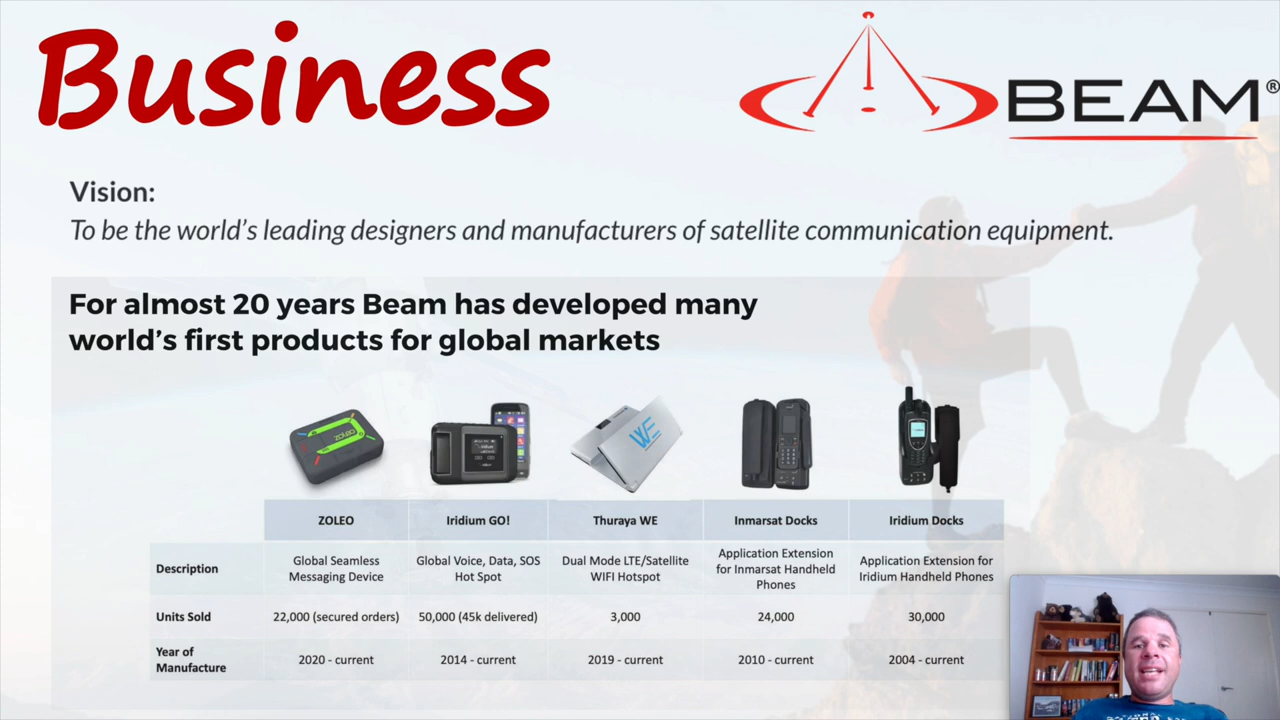 Business
BEAM®
Vision:
To be the world's leading designers and manufacturers of satellite communication equipment.
For almost 20 years Beam has developed many
world's first products for global markets
ZOLEO
WE
ZOLEO Iridium GO! Thuraya WE Inmarsat Docks Iridium Docks
Description
Global Seamless
Messaging Device
Global Voice, Data, SOS
Hot Spot
Dual Mode LTE/Satellite
WIFI Hotspot
Application Extension
for Inmarsat Handheld
Phones
Application Extension for
Iridium Handheld Phones
Units Sold 22,000 (secured orders) 50,000 (45k delivered) 3,000 24,000 30,000
Year of
Manufacture
2020 - current 2014 - current 2019 - current 2010 - current 2004 - current